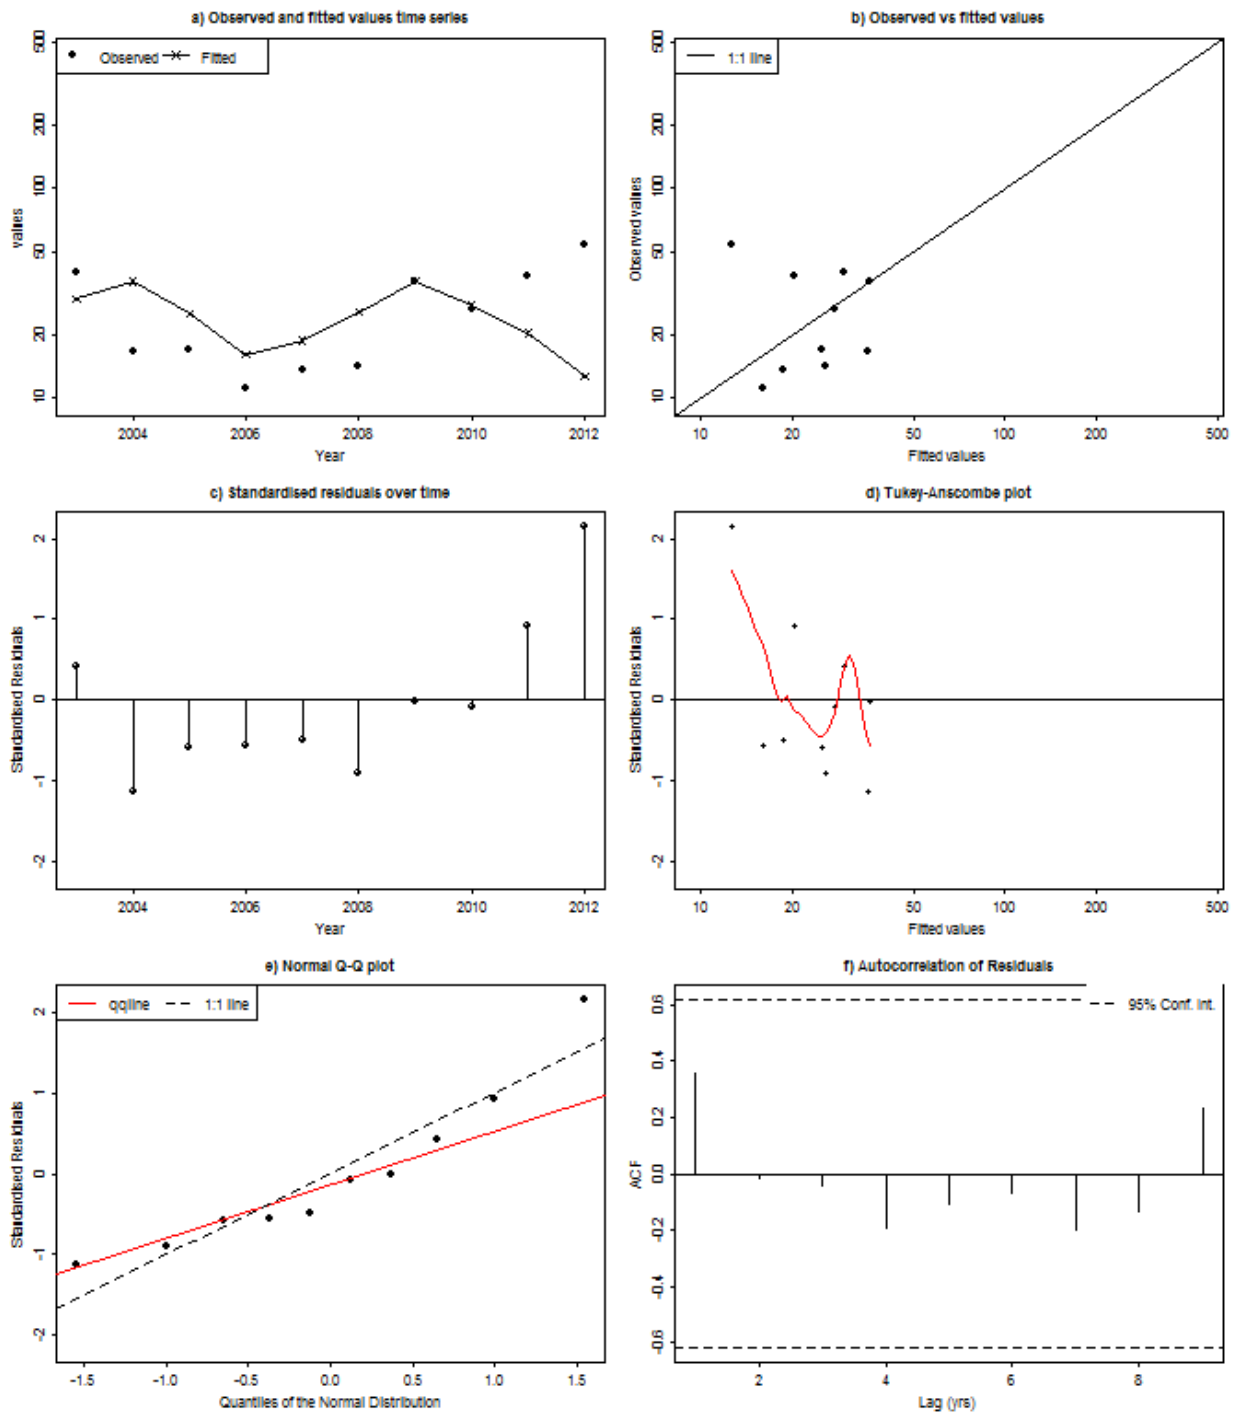 a) Observed and fitted values time series
Observed Fitted
500
200
100
50
20
10
values
2004 2006 2008 2010 2012
Year
b) Observed vs fitted values
1:1 line
500
200
100
50
20
10
Observed values
10 20 50 100 200 500
Fitted values
c) Standardised residuals over time
2
1
0
-1
-2
Standardised Residuals
2004 2006 2008 2010 2012
Year
d) Tukey-Anscombe plot
2
1
0
-1
-2
Standardised Residuals
10 20 50 100 200 500
Fitted values
e) Normal Q-Q plot
qqline 1:1 line
2
1
0
-1
-2
Standardised Residuals
-1.5 -1.0 -0.5 0.0 0.5 1.0 1.5
Quantiles of the Normal Distribution
f) Autocorrelation of Residuals
95% Conf. Int.
0.6
0.4
0.2
0.0
-0.2
-0.4
-0.6
ACF
2 4 6 8
Lag (yrs)